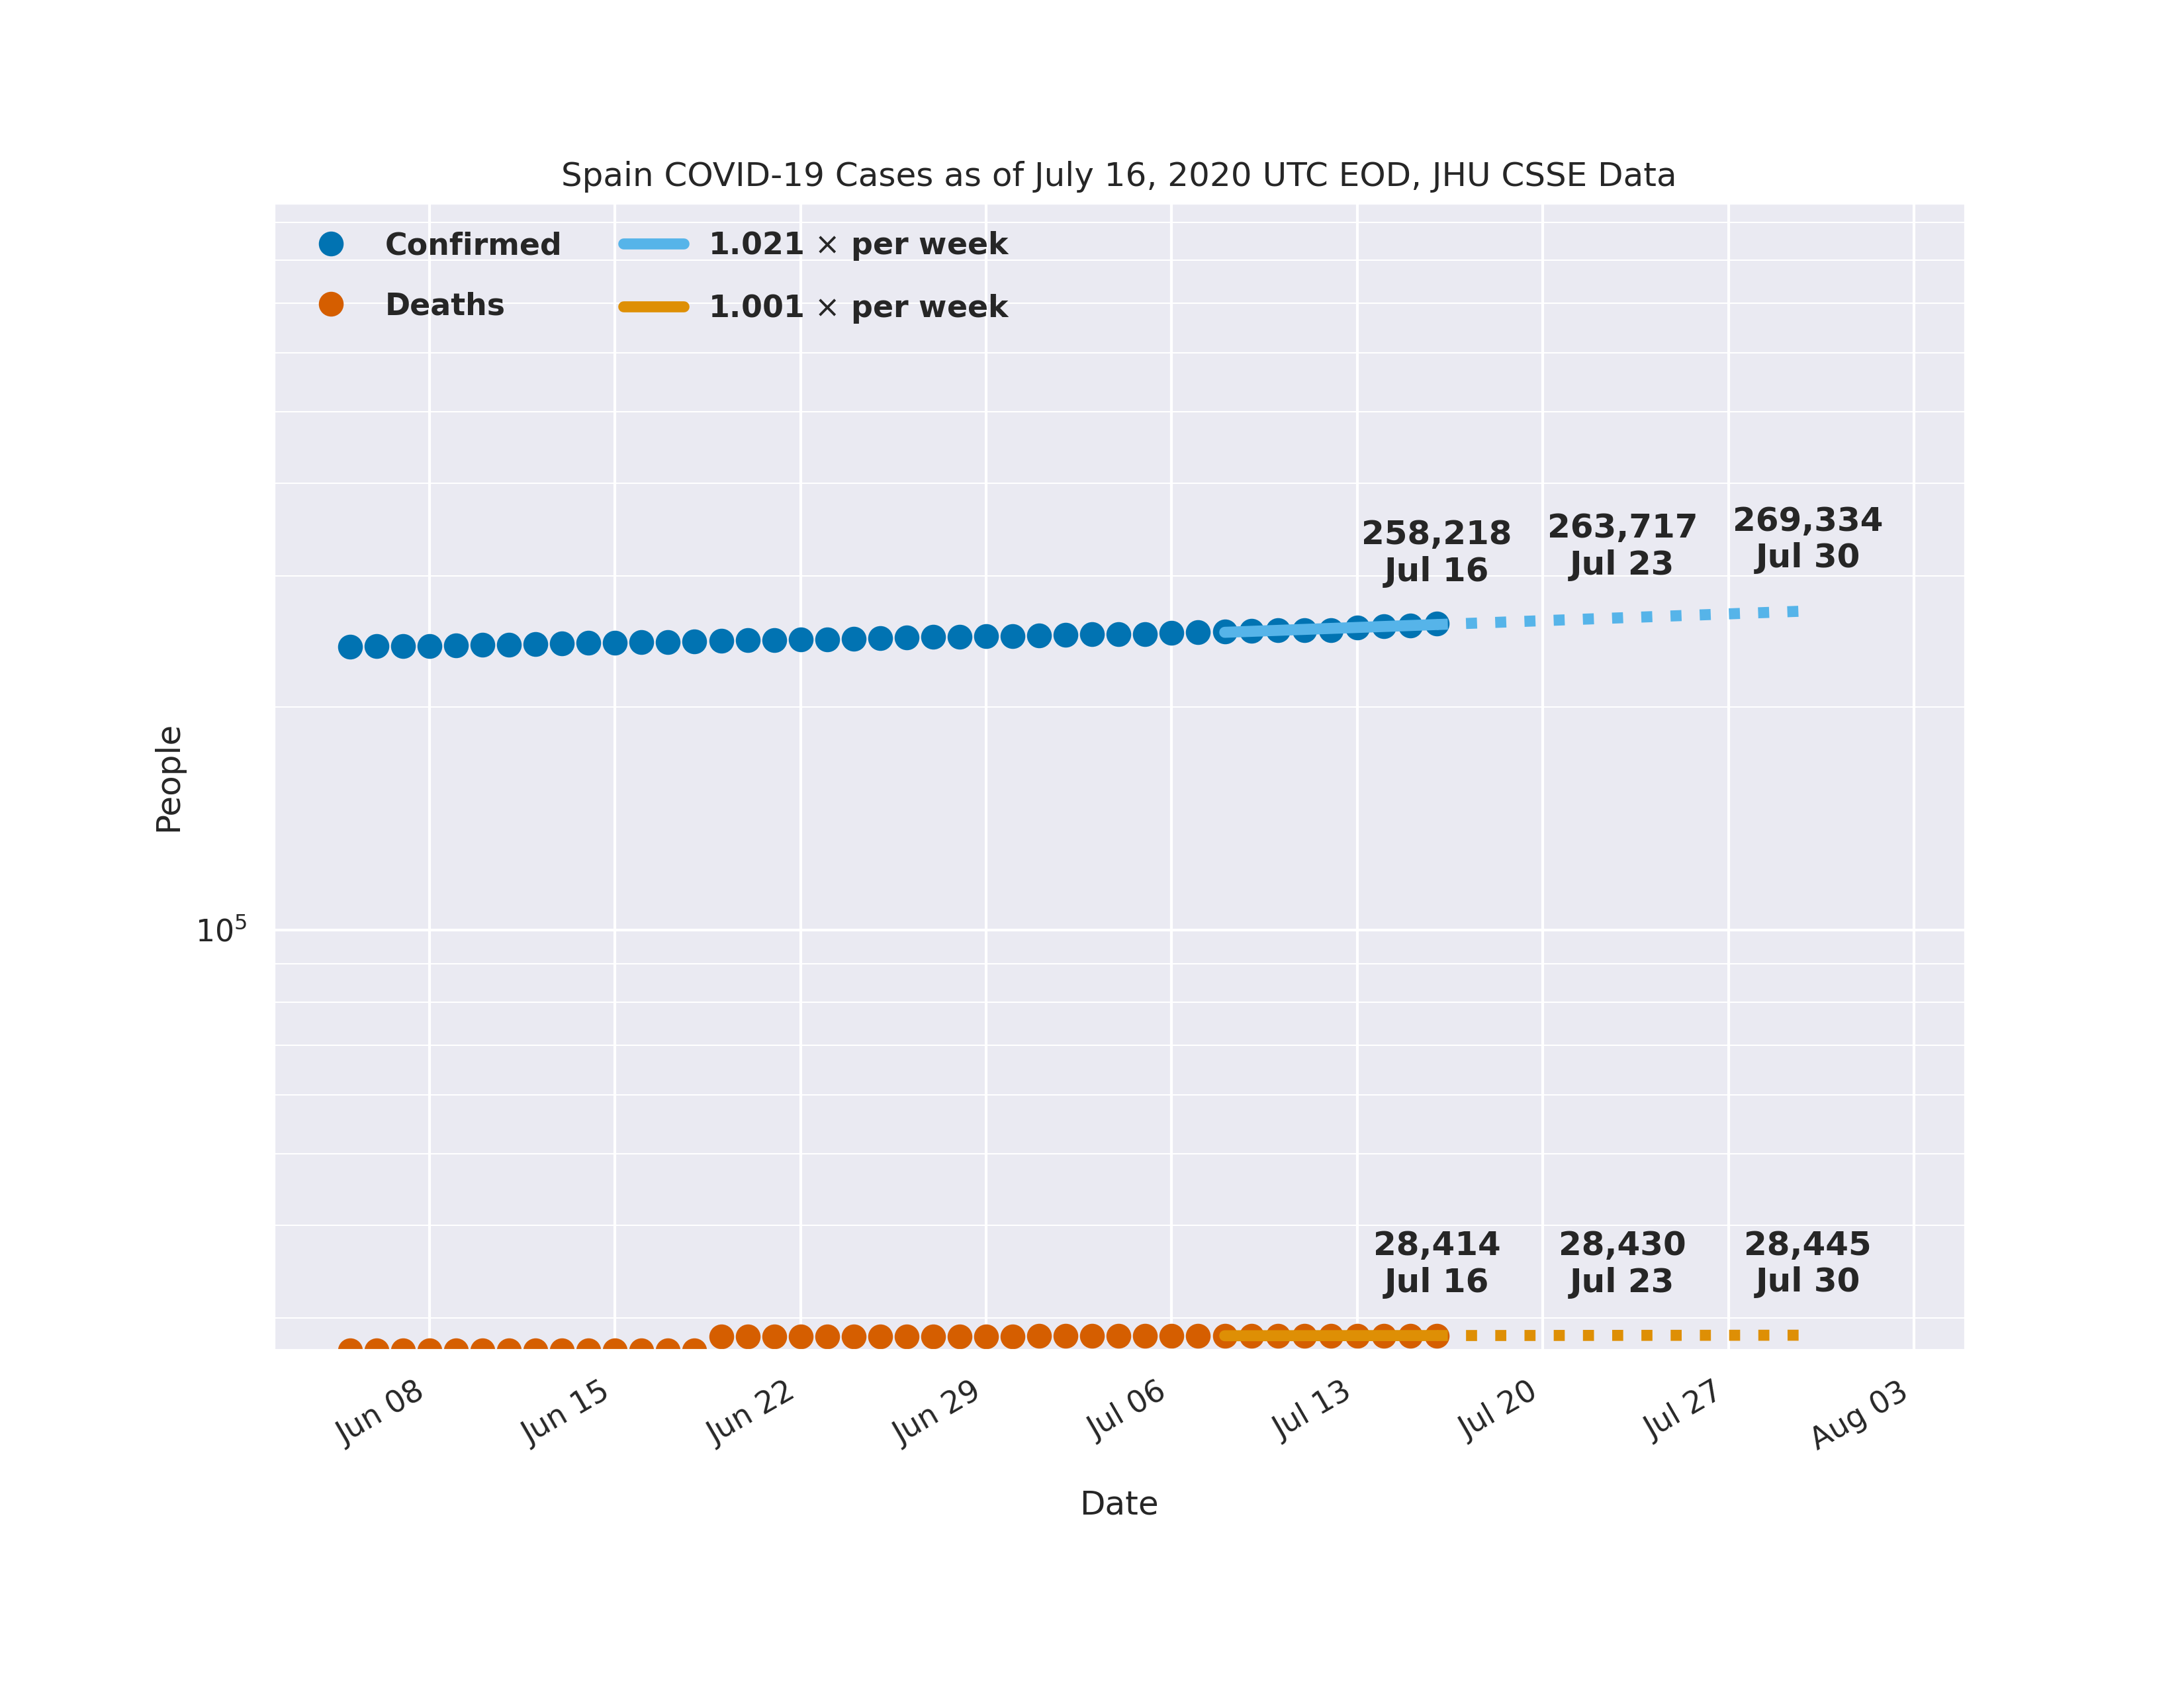 Spain COVID-19 Cases as of July 16, 2020 UTC EOD, JHU CSSE Data
Confirmed
Deaths
1.021 × per week
1.001 × per week
258,218
Jul 16
263,717
Jul 23
269,334
Jul 30
People
10⁵
28,414
Jul 16
28,430
Jul 23
28,445
Jul 30
Jun 08
Jun 15
Jun 22
Jun 29
Jul 06
Jul 13
Jul 20
Jul 27
Aug 03
Date